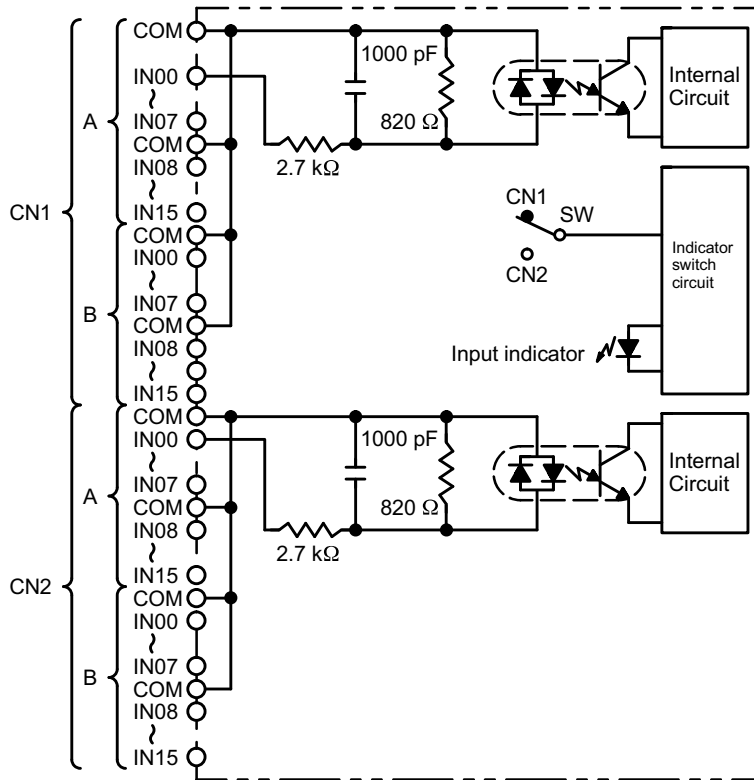 COM
1000 pF
IN00
Internal
Circuit
A
IN07
820 Ω
COM
IN08
2.7 kΩ
CN1
IN15
CN1
SW
COM
IN00
CN2
Indicator
switch
circuit
IN07
B
COM
IN08
Input indicator
IN15
COM
IN00
1000 pF
Internal
Circuit
IN07
A
COM
820 Ω
IN08
2.7 kΩ
IN15
CN2
COM
IN00
IN07
B
COM
IN08
IN15